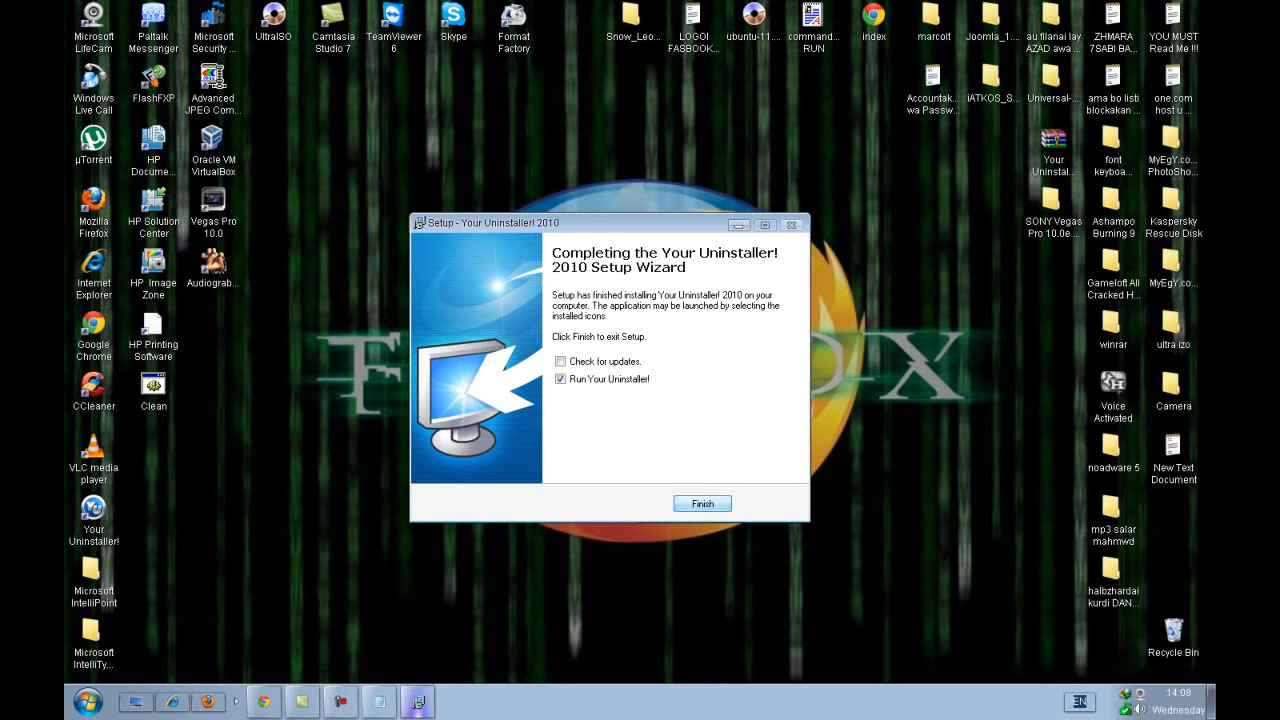 Microsoft
LifeCam
Paltalk
Messenger
Microsoft
Security ...
UltraISO
Camtasia
Studio 7
TeamViewer
6
Skype
Format
Factory
Snow_Leo...
LOGOI
FASBOOK...
ubuntu-11....
command...
RUN
index
marcoit
Joomla_1....
au filanai lay
AZAD awa ...
ZHMARA
7SABI BA...
YOU MUST
Read Me !!!
Windows
Live Call
FlashFXP
Advanced
JPEG Com...
Accountak...
wa Passw...
iATKOS_S...
Universal-...
ama bo listi
blockakan ...
one.com
host u ...
µTorrent
HP
Docume...
Oracle VM
VirtualBox
Your
Uninstal...
font
keyboa...
MyEgY.co...
PhotoSho...
Mozilla
Firefox
HP Solution
Center
Vegas Pro
10.0
SONY Vegas
Pro 10.0e ...
Ashampo
Burning 9
Kaspersky
Rescue Disk
Internet
Explorer
HP Image
Zone
Audiograb...
Gameloft All
Cracked H...
MyEgY.co...
Google
Chrome
HP Printing
Software
winrar
ultra izo
CCleaner
Clean
Voice
Activated
Camera
VLC media
player
noadware 5
New Text
Document
Your
Uninstaller!
mp3 salar
mahmwd
Microsoft
IntelliPoint
halbzhardai
kurdi DAN...
Microsoft
IntelliTy...
Recycle Bin
Setup - Your Uninstaller! 2010
Completing the Your Uninstaller!
2010 Setup Wizard
Setup has finished installing Your Uninstaller! 2010 on your
computer. The application may be launched by selecting the
installed icons.
Click Finish to exit Setup.
Check for updates.
Run Your Uninstaller!
Finish
EN
14:08
Wednesday